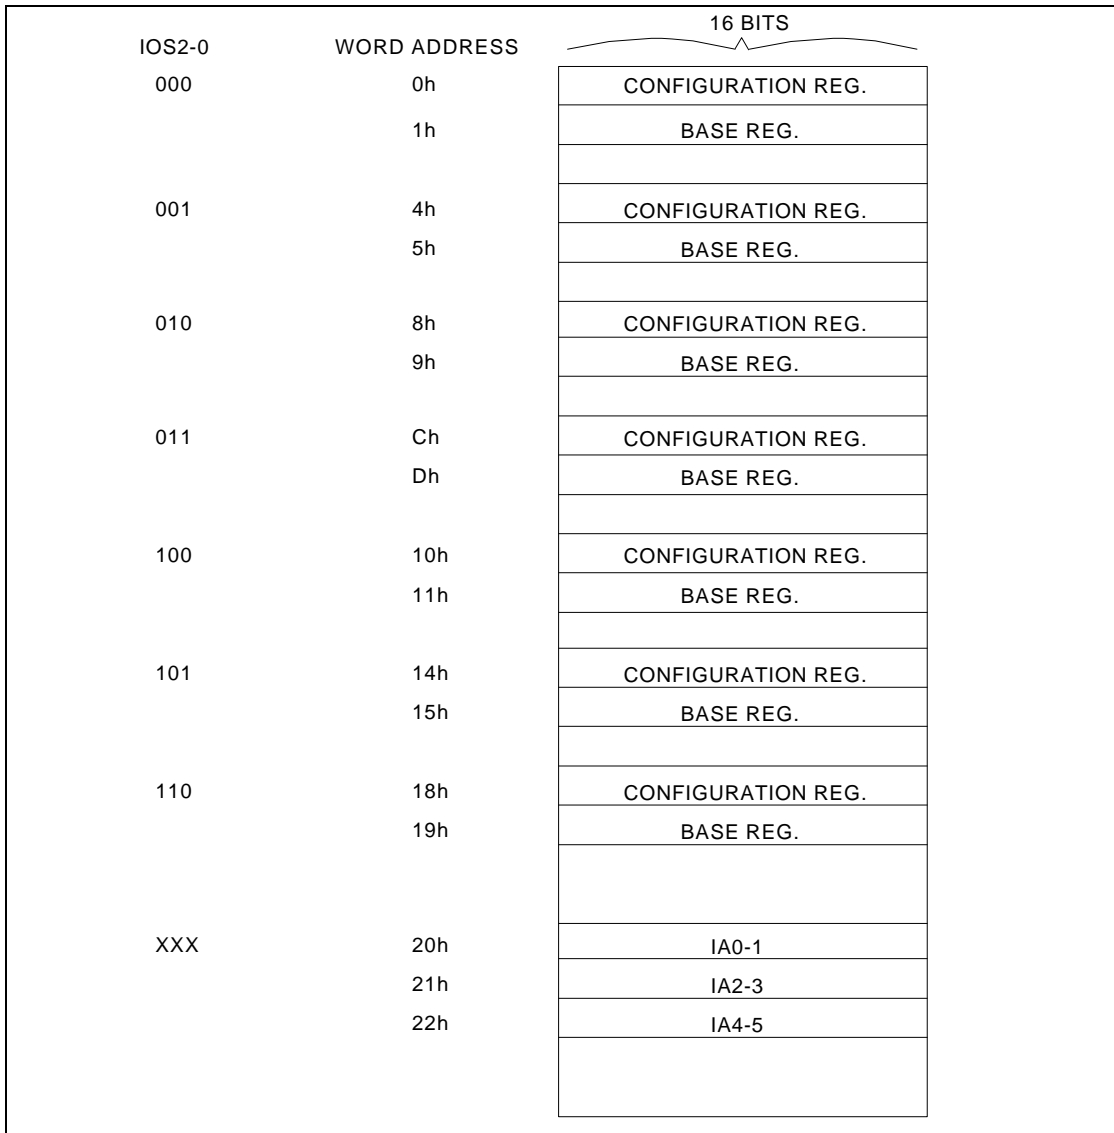 16 BITS
IOS2-0 WORD ADDRESS
000 0h CONFIGURATION REG.
1h BASE REG.
001 4h CONFIGURATION REG.
5h BASE REG.
010 8h CONFIGURATION REG.
9h BASE REG.
011 Ch CONFIGURATION REG.
Dh BASE REG.
100 10h CONFIGURATION REG.
11h BASE REG.
101 14h CONFIGURATION REG.
15h BASE REG.
110 18h CONFIGURATION REG.
19h BASE REG.
XXX 20h IA0-1
21h IA2-3
22h IA4-5